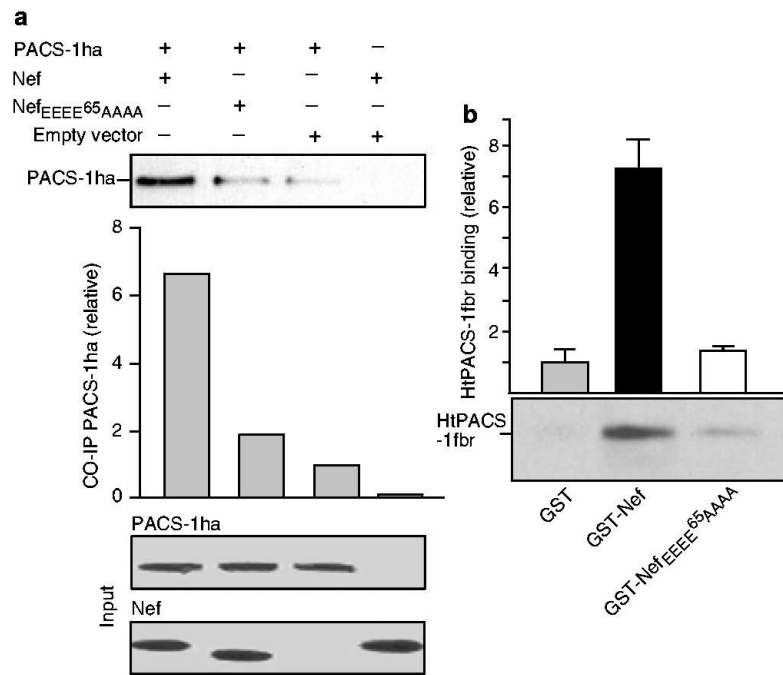 a
PACS-1ha + + + –
Nef + – – +
NefEEEE65AAAA – + – –
Empty vector – – + +
PACS-1ha
CO-IP PACS-1ha (relative)
6
4
2
0
PACS-1ha
Nef
Input
b
HtPACS-1fbr binding (relative)
8
6
4
2
HtPACS
-1fbr
GST
GST-Nef
GST-NefEEEE65AAAA